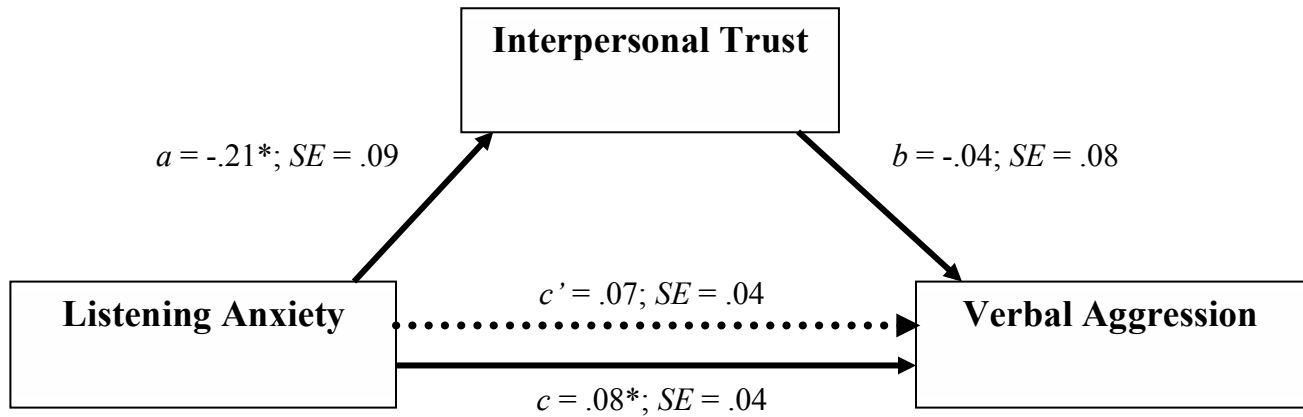 Interpersonal Trust
a = -.21*; SE = .09
b = -.04; SE = .08
Listening Anxiety
c’ = .07; SE = .04
Verbal Aggression
c = .08*; SE = .04